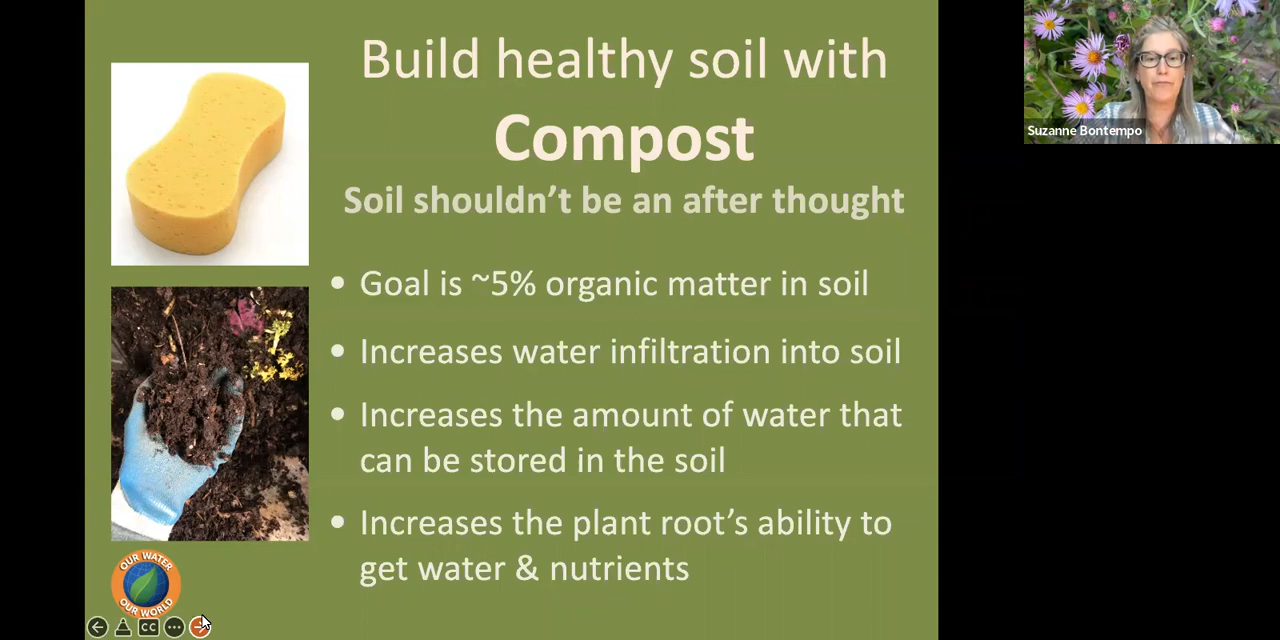 Build healthy soil with
Compost
Soil shouldn’t be an after thought
• Goal is ~5% organic matter in soil
• Increases water infiltration into soil
• Increases the amount of water that
can be stored in the soil
• Increases the plant root’s ability to
get water & nutrients
OUR WATER
OUR WORLD
CC
Suzanne Bontempo